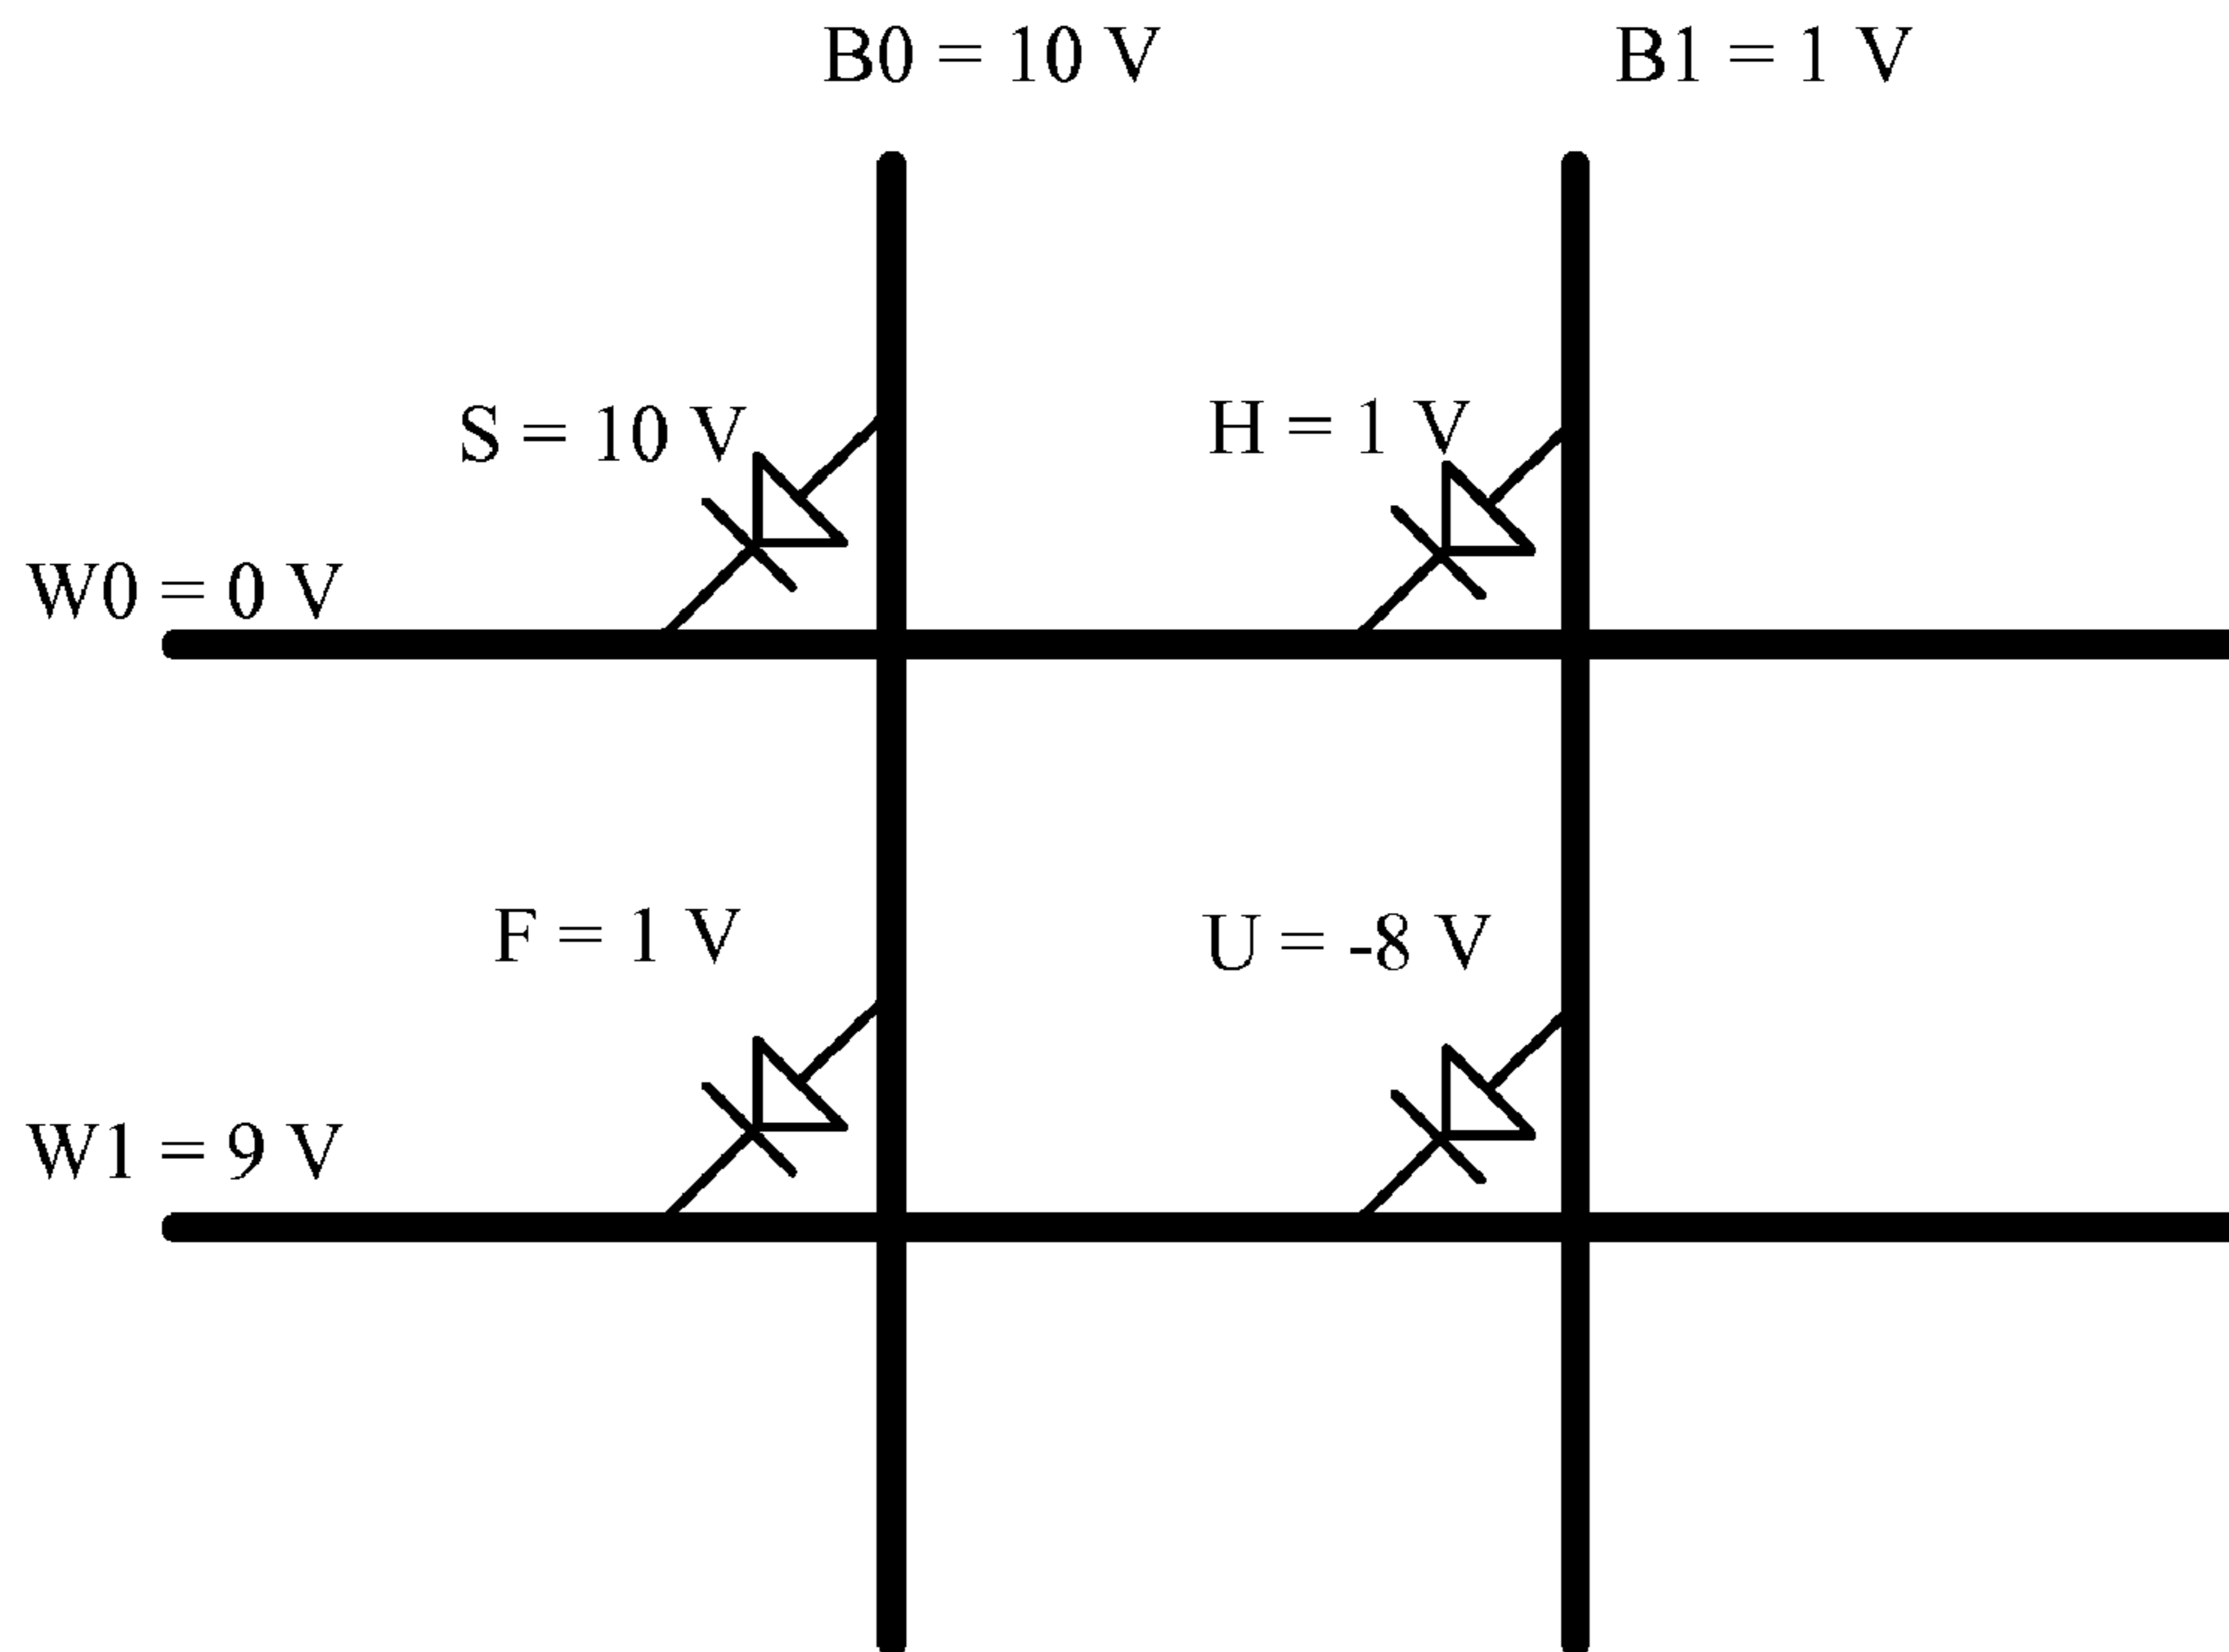 B0 = 10 V
B1 = 1 V
S = 10 V
H = 1 V
W0 = 0 V
F = 1 V
U = -8 V
W1 = 9 V